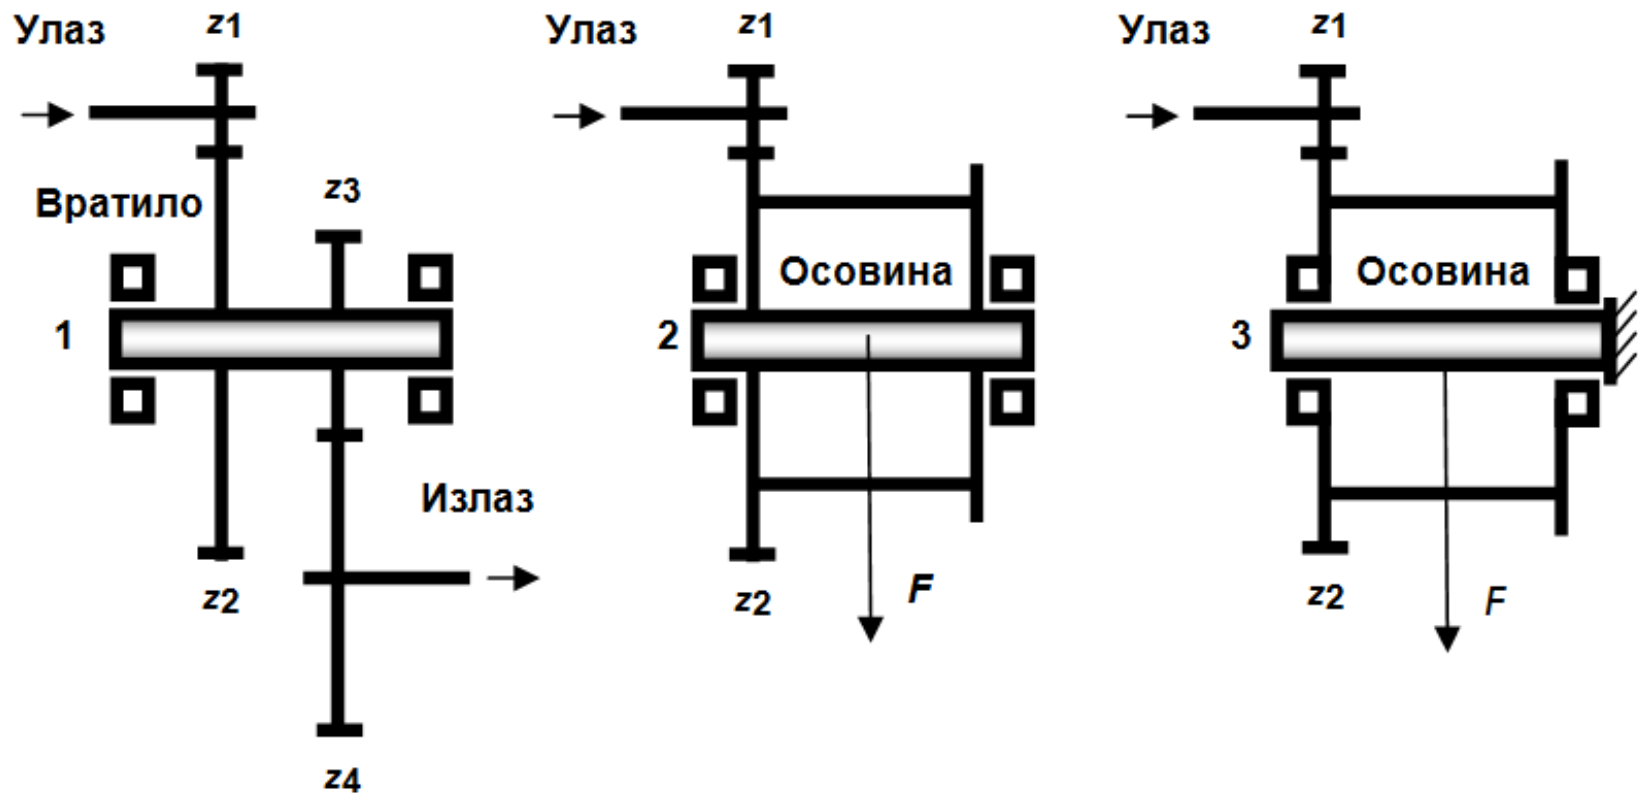 Улаз z1
Вратило
z3
1
z2
Излаз
z4
Улаз z1
Осовина
2
z2
F
Улаз z1
Осовина
3
z2
F